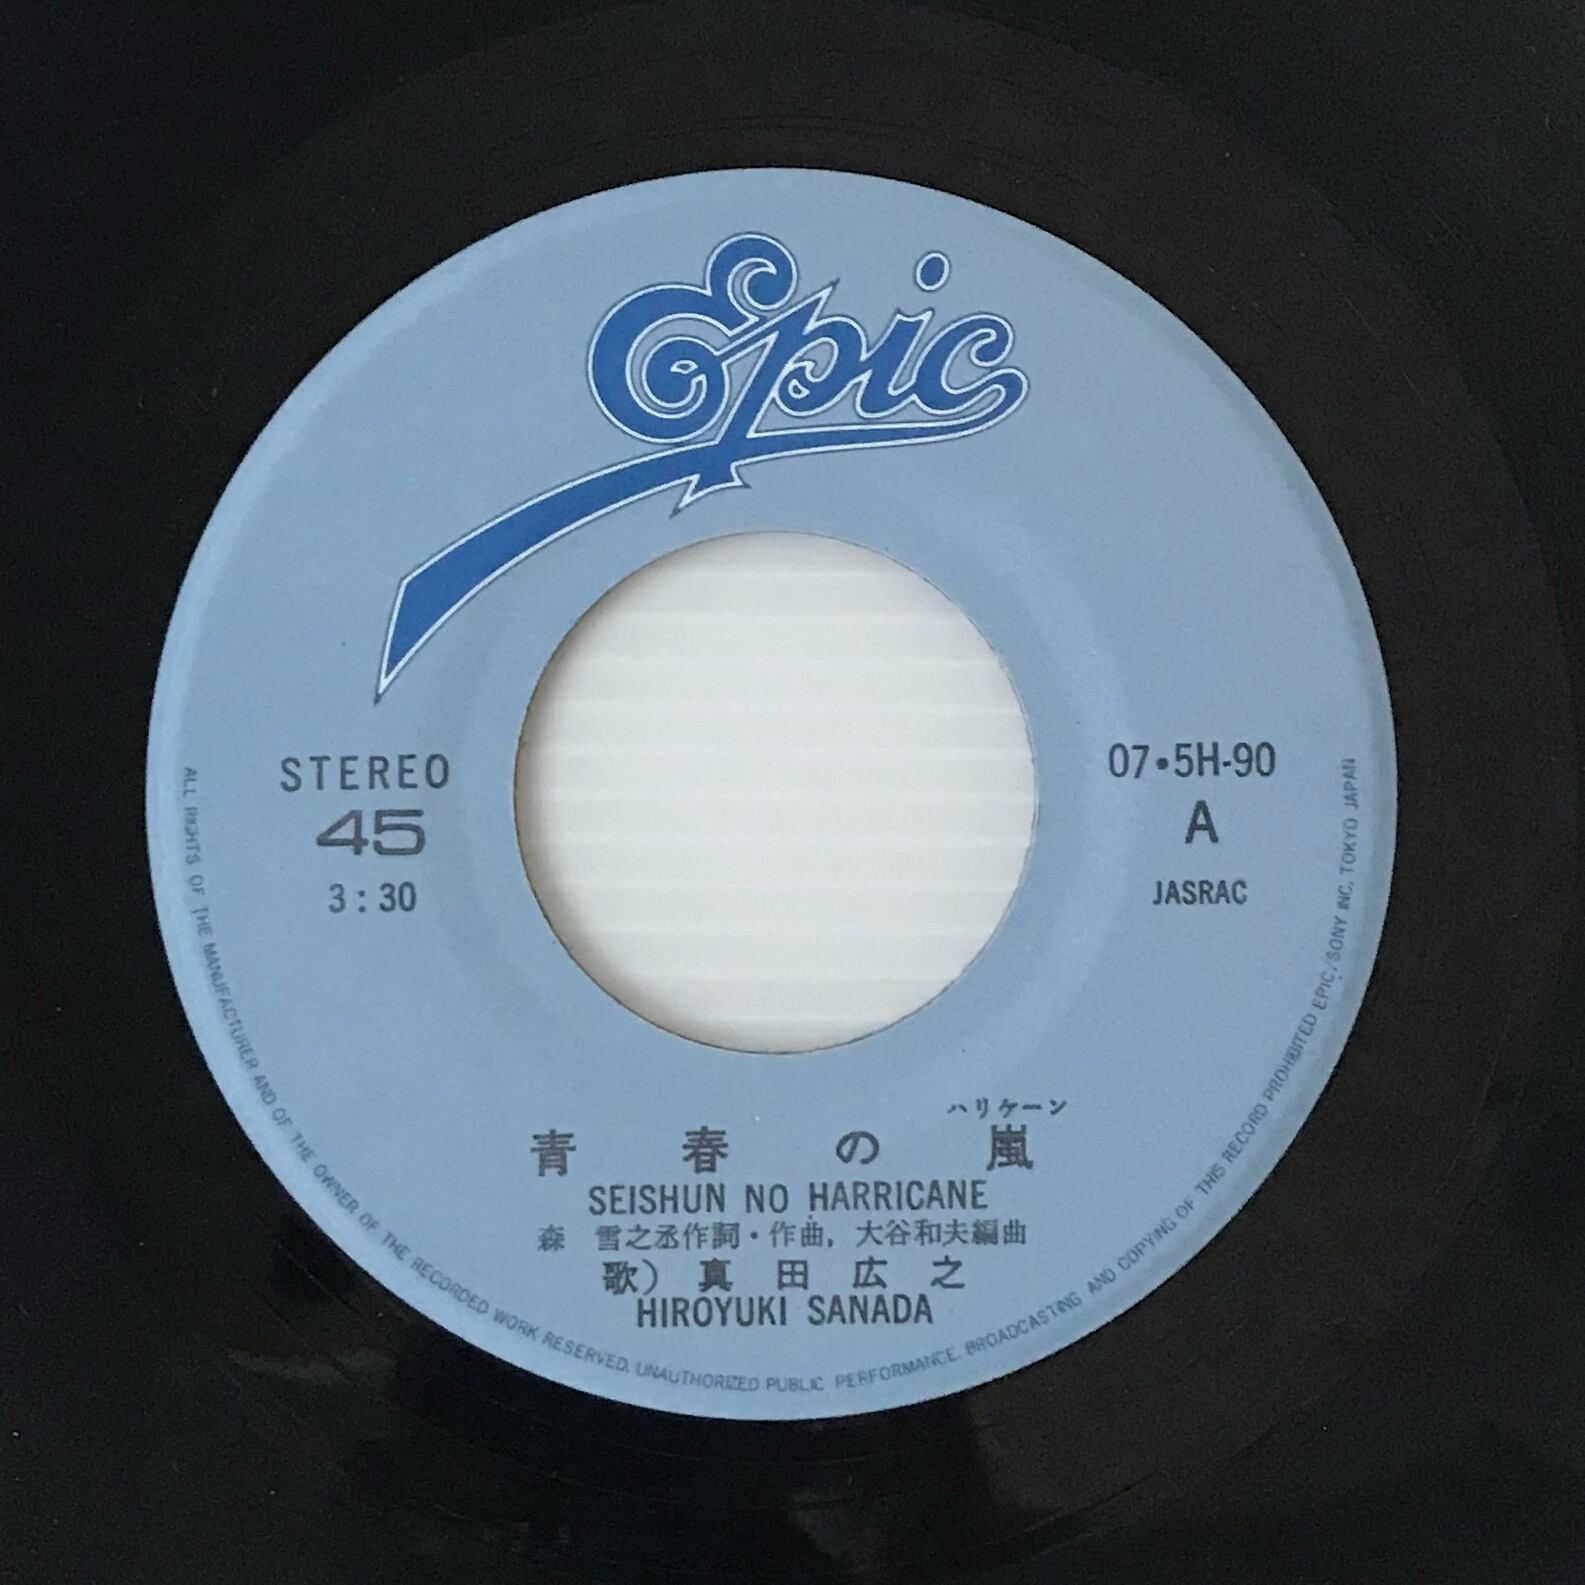 Epic
STEREO
45
3:30
07・5H-90
A
JASRAC
ハリケーン
青春の嵐
SEISHUN NO HARRICANE
森 雪之丞作詞・作曲, 大谷和夫編曲
歌) 真田広之
HIROYUKI SANADA
ALL RIGHTS OF THE MANUFACTURER AND OF THE OWNER OF THE RECORDED WORK RESERVED. UNAUTHORIZED PUBLIC PERFORMANCE. BROADCASTING AND COPYING OF THIS RECORD PROHIBITED EPIC/SONY INC. TOKYO JAPAN